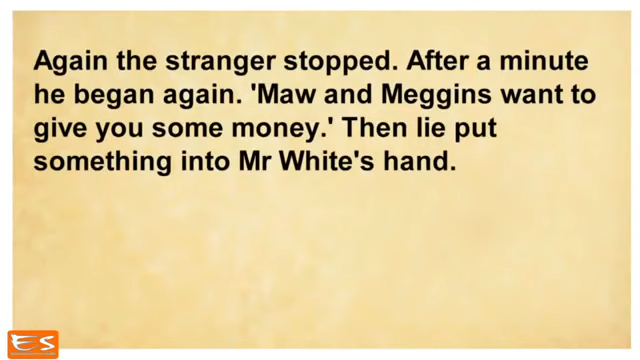 Again the stranger stopped. After a minute
he began again. 'Maw and Meggins want to
give you some money.' Then lie put
something into Mr White's hand.
ES